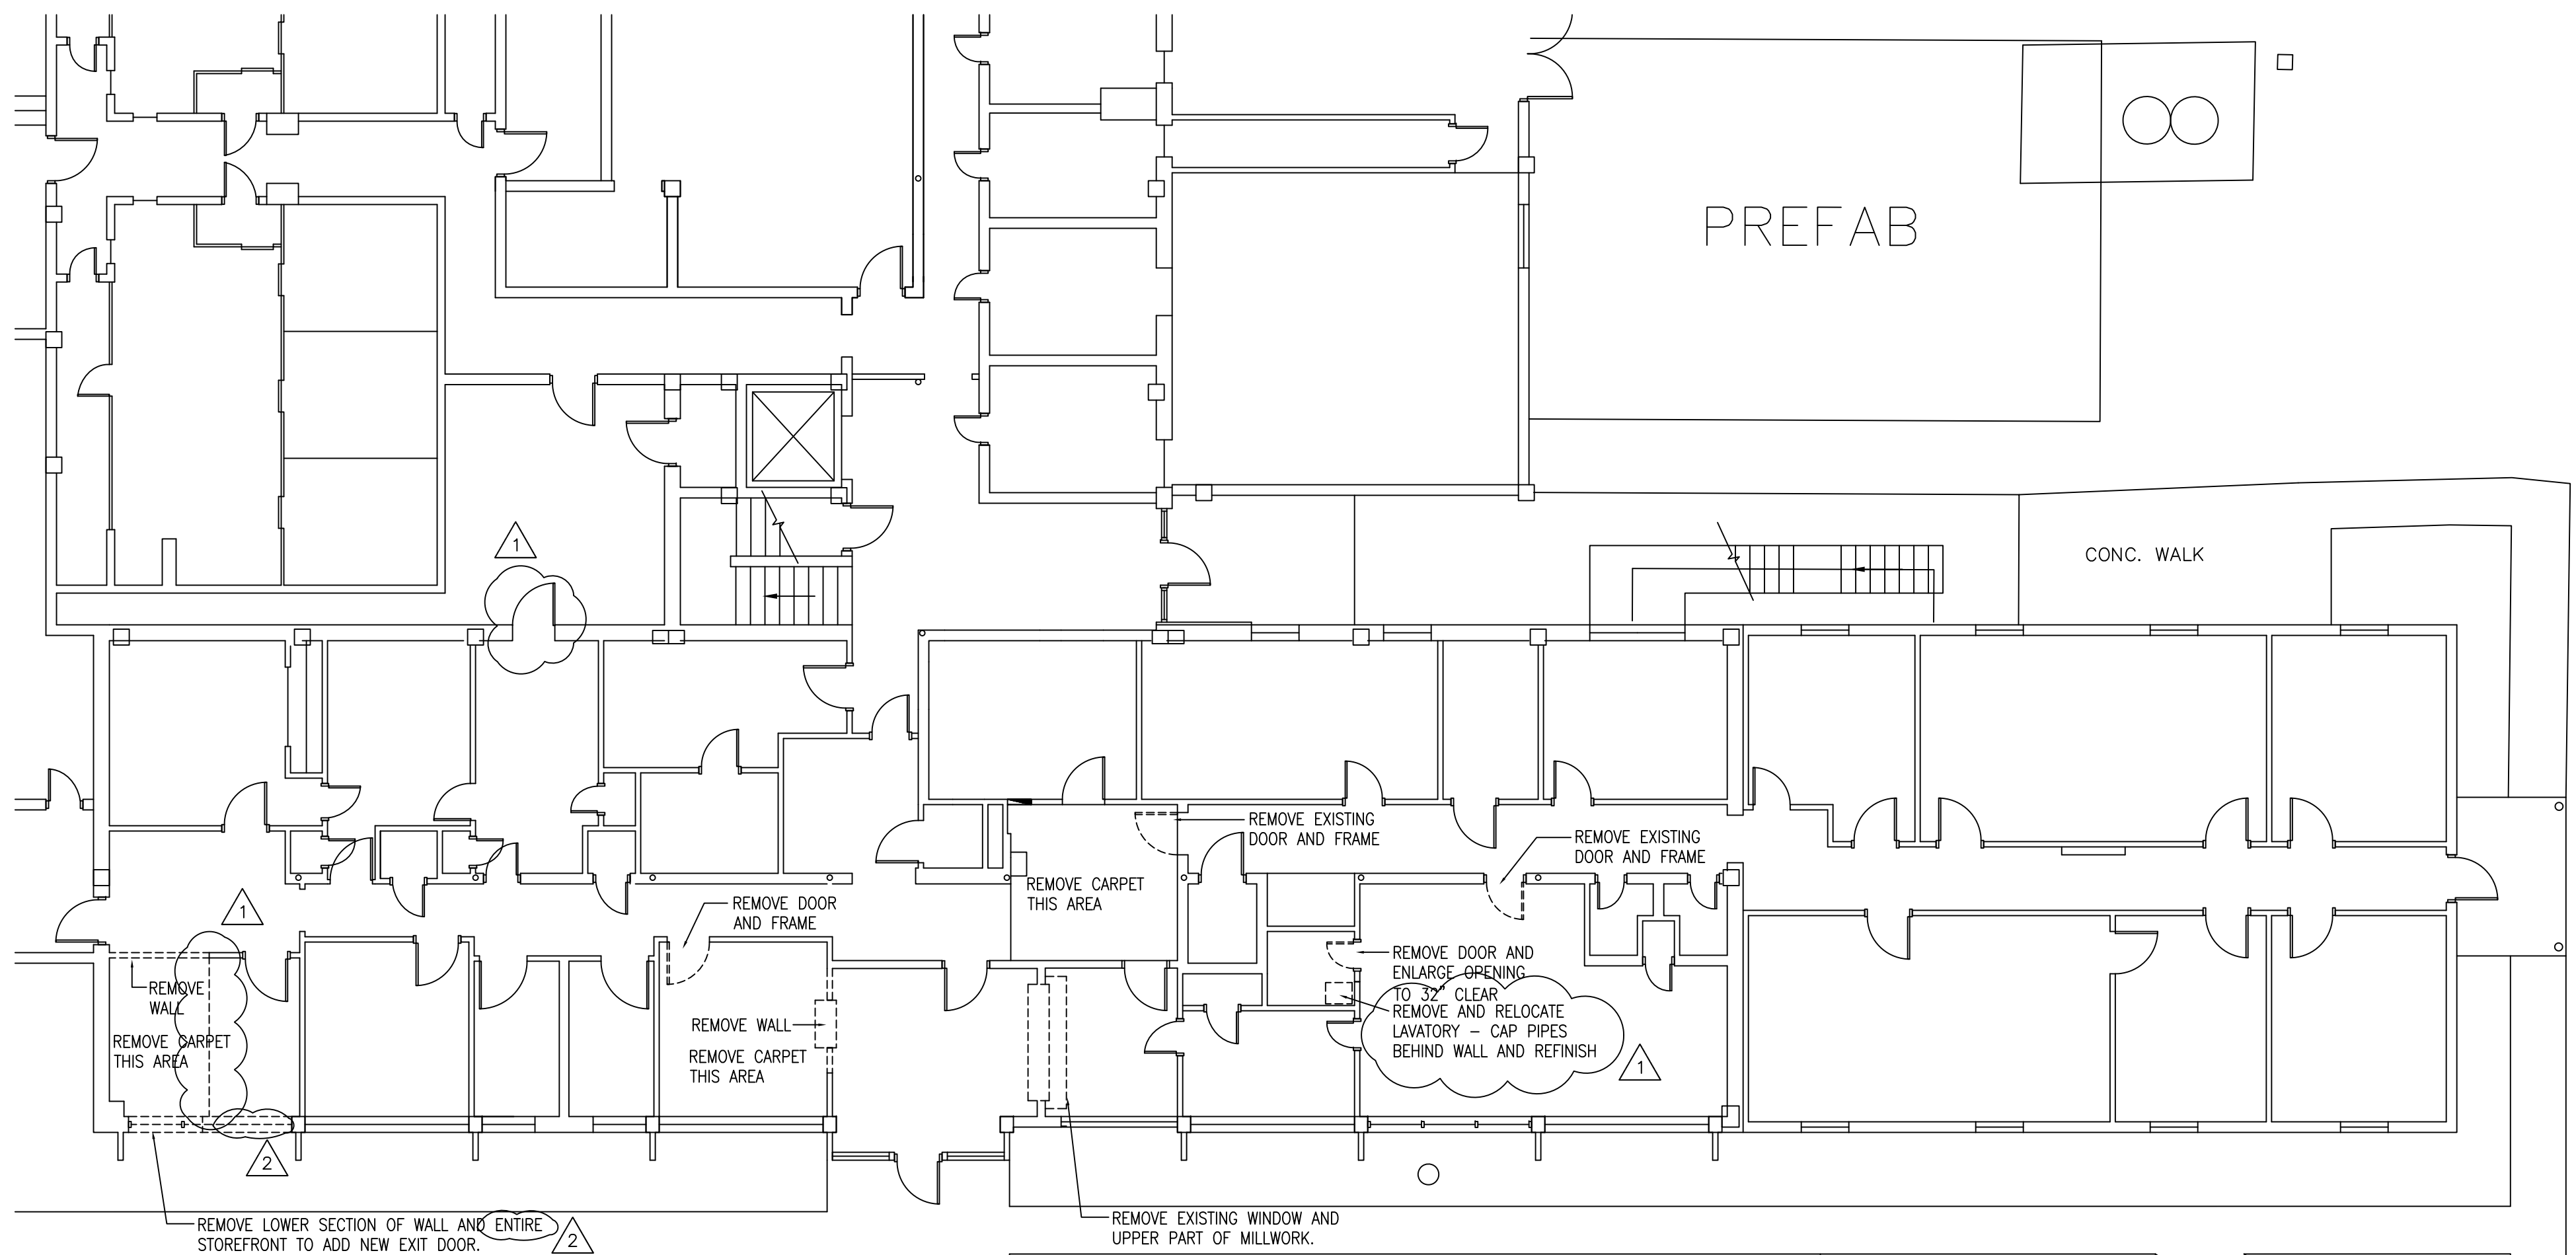 PREFAB
1
CONC. WALK
REMOVE EXISTING
DOOR AND FRAME
REMOVE EXISTING
DOOR AND FRAME
REMOVE CARPET
THIS AREA
1
REMOVE DOOR
AND FRAME
REMOVE DOOR AND
ENLARGE OPENING
TO 32" CLEAR
REMOVE AND RELOCATE
LAVATORY – CAP PIPES
BEHIND WALL AND REFINISH
1
REMOVE
WALL
REMOVE CARPET
THIS AREA
REMOVE WALL
REMOVE CARPET
THIS AREA
2
REMOVE LOWER SECTION OF WALL AND ENTIRE
STOREFRONT TO ADD NEW EXIT DOOR.
2
REMOVE EXISTING WINDOW AND
UPPER PART OF MILLWORK.